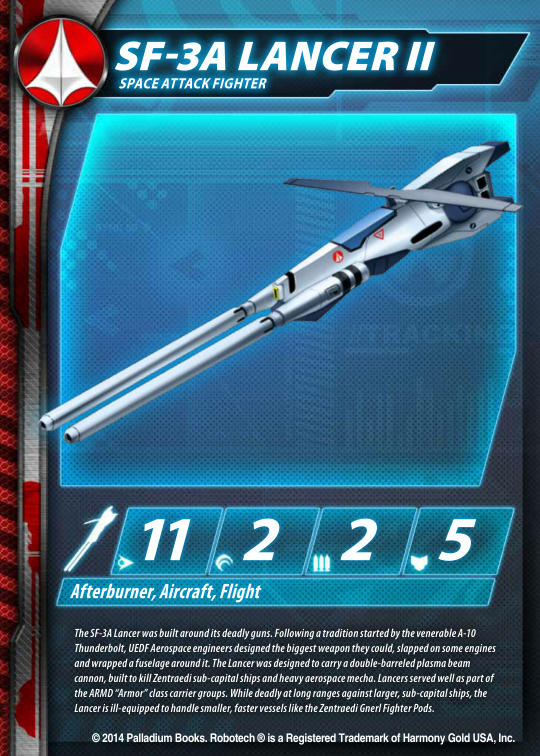 SF-3A LANCER II
SPACE ATTACK FIGHTER
11 2 2 5
Afterburner, Aircraft, Flight
The SF-3A Lancer was built around its deadly guns. Following a tradition started by the venerable A-10
Thunderbolt, UEDF Aerospace engineers designed the biggest weapon they could, slapped on some engines
and wrapped a fuselage around it. The Lancer was designed to carry a double-barreled plasma beam
cannon, built to kill Zentraedi sub-capital ships and heavy aerospace mecha. Lancers served well as part of
the ARMD “Armor” class carrier groups. While deadly at long ranges against larger, sub-capital ships, the
Lancer is ill-equipped to handle smaller, faster vessels like the Zentraedi Gnerl Fighter Pods.
© 2014 Palladium Books. Robotech ® is a Registered Trademark of Harmony Gold USA, Inc.